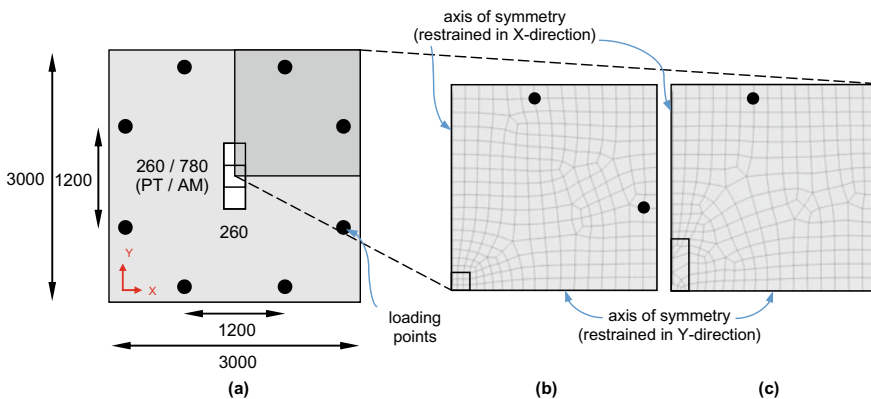 axis of symmetry
(restrained in X-direction)
3000
1200
260 / 780
(PT / AM)
260
Y
X
1200
3000
loading
points
axis of symmetry
(restrained in Y-direction)
(a)
(b)
(c)